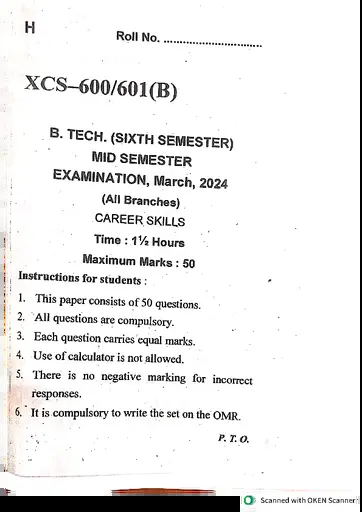 H
Roll No. ..............................
XCS–600/601(B)
B. TECH. (SIXTH SEMESTER)
MID SEMESTER
EXAMINATION, March, 2024
(All Branches)
CAREER SKILLS
Time : 1½ Hours
Maximum Marks : 50
Instructions for students :
1. This paper consists of 50 questions.
2. All questions are compulsory.
3. Each question carries equal marks.
4. Use of calculator is not allowed.
5. There is no negative marking for incorrect
responses.
6. It is compulsory to write the set on the OMR.
P. T. O.
Scanned with OKEN Scanner